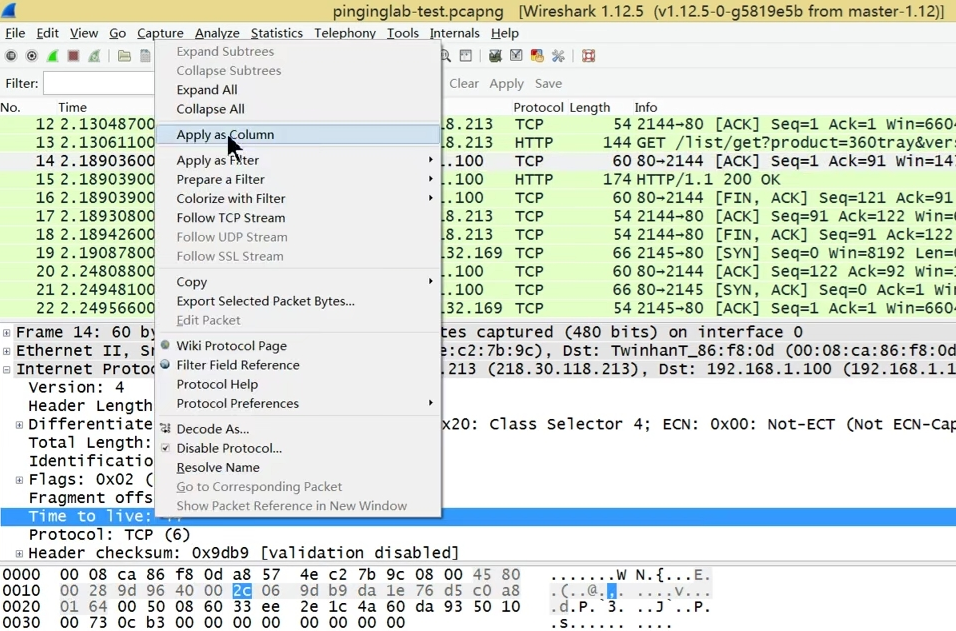 pinginglab-test.pcapng [Wireshark 1.12.5 (v1.12.5-0-g5819e5b from master-1.12)]
File Edit View Go Capture Analyze Statistics Telephony Tools Internals Help
Filter: Clear Apply Save
No. Time Protocol Length Info
12 2.13048700 8.213 TCP 54 2144→80 [ACK] Seq=1 Ack=1 Win=6604
13 2.13061100 8.213 HTTP 144 GET /list/get?product=360tray&vers
14 2.18903600 .100 TCP 60 80→2144 [ACK] Seq=1 Ack=91 Win=147
15 2.18903900 .100 HTTP 174 HTTP/1.1 200 OK
16 2.18903900 .100 TCP 60 80→2144 [FIN, ACK] Seq=121 Ack=91
17 2.18930800 8.213 TCP 54 2144→80 [ACK] Seq=91 Ack=122 Win=6
18 2.18942600 8.213 TCP 54 2144→80 [FIN, ACK] Seq=91 Ack=122
19 2.19087800 32.169 TCP 66 2145→80 [SYN] Seq=0 Win=8192 Len=
20 2.24808800 .100 TCP 60 80→2144 [ACK] Seq=122 Ack=92 Win=1
21 2.24948100 .100 TCP 66 80→2145 [SYN, ACK] Seq=0 Ack=1 Win
22 2.24956600 32.169 TCP 54 2145→80 [ACK] Seq=1 Ack=1 Win=6604
Expand Subtrees
Collapse Subtrees
Expand All
Collapse All
Apply as Column
Apply as Filter
Prepare a Filter
Colorize with Filter
Follow TCP Stream
Follow UDP Stream
Follow SSL Stream
Copy
Export Selected Packet Bytes...
Edit Packet
Wiki Protocol Page
Filter Field Reference
Protocol Help
Protocol Preferences
Decode As...
Disable Protocol...
Resolve Name
Go to Corresponding Packet
Show Packet Reference in New Window
Frame 14: 60 by tes captured (480 bits) on interface 0
Ethernet II, Sr e:c2:7b:9c), Dst: TwinhanT_86:f8:0d (00:08:ca:86:f8:0d
Internet Protoc .213 (218.30.118.213), Dst: 192.168.1.100 (192.168.1.1
Version: 4
Header Length
Differentiate x20: Class Selector 4; ECN: 0x00: Not-ECT (Not ECN-Cap
Total Length:
Identificatio
Flags: 0x02 (
Fragment offs
Time to live:
Protocol: TCP (6)
Header checksum: 0x9db9 [validation disabled]
0000 00 08 ca 86 f8 0d a8 57 4e c2 7b 9c 08 00 45 80 .......W N.{...E.
0010 00 28 9d 96 40 00 2c 06 9d b9 da 1e 76 d5 c0 a8 .(..@.,. ....v...
0020 01 64 00 50 08 60 33 ee 2e 1c 4a 60 da 93 50 10 .d.P.`3. ..J`..P.
0030 00 73 0c b3 00 00 00 00 00 00 00 00 .s...... ....